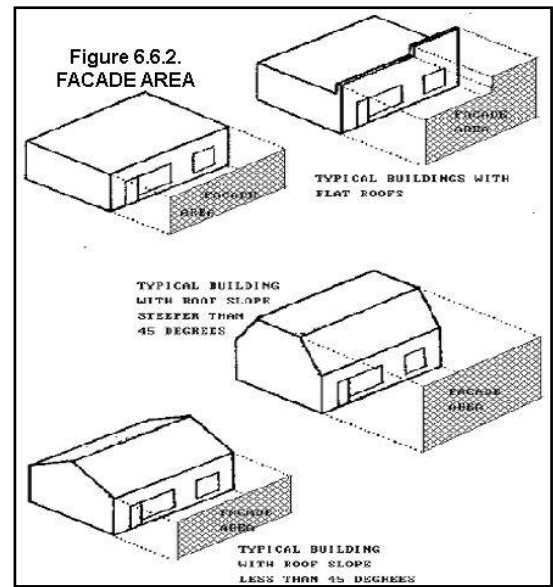 Figure 6.6.2.
FACADE AREA
FACADE
AREA
FACADE
AREA
TYPICAL BUILDINGS WITH
FLAT ROOFS
TYPICAL BUILDING
WITH ROOF SLOPE
STEEPER THAN
45 DEGREES
FACADE
AREA
FACADE
AREA
TYPICAL BUILDING
WITH ROOF SLOPE
LESS THAN 45 DEGREES